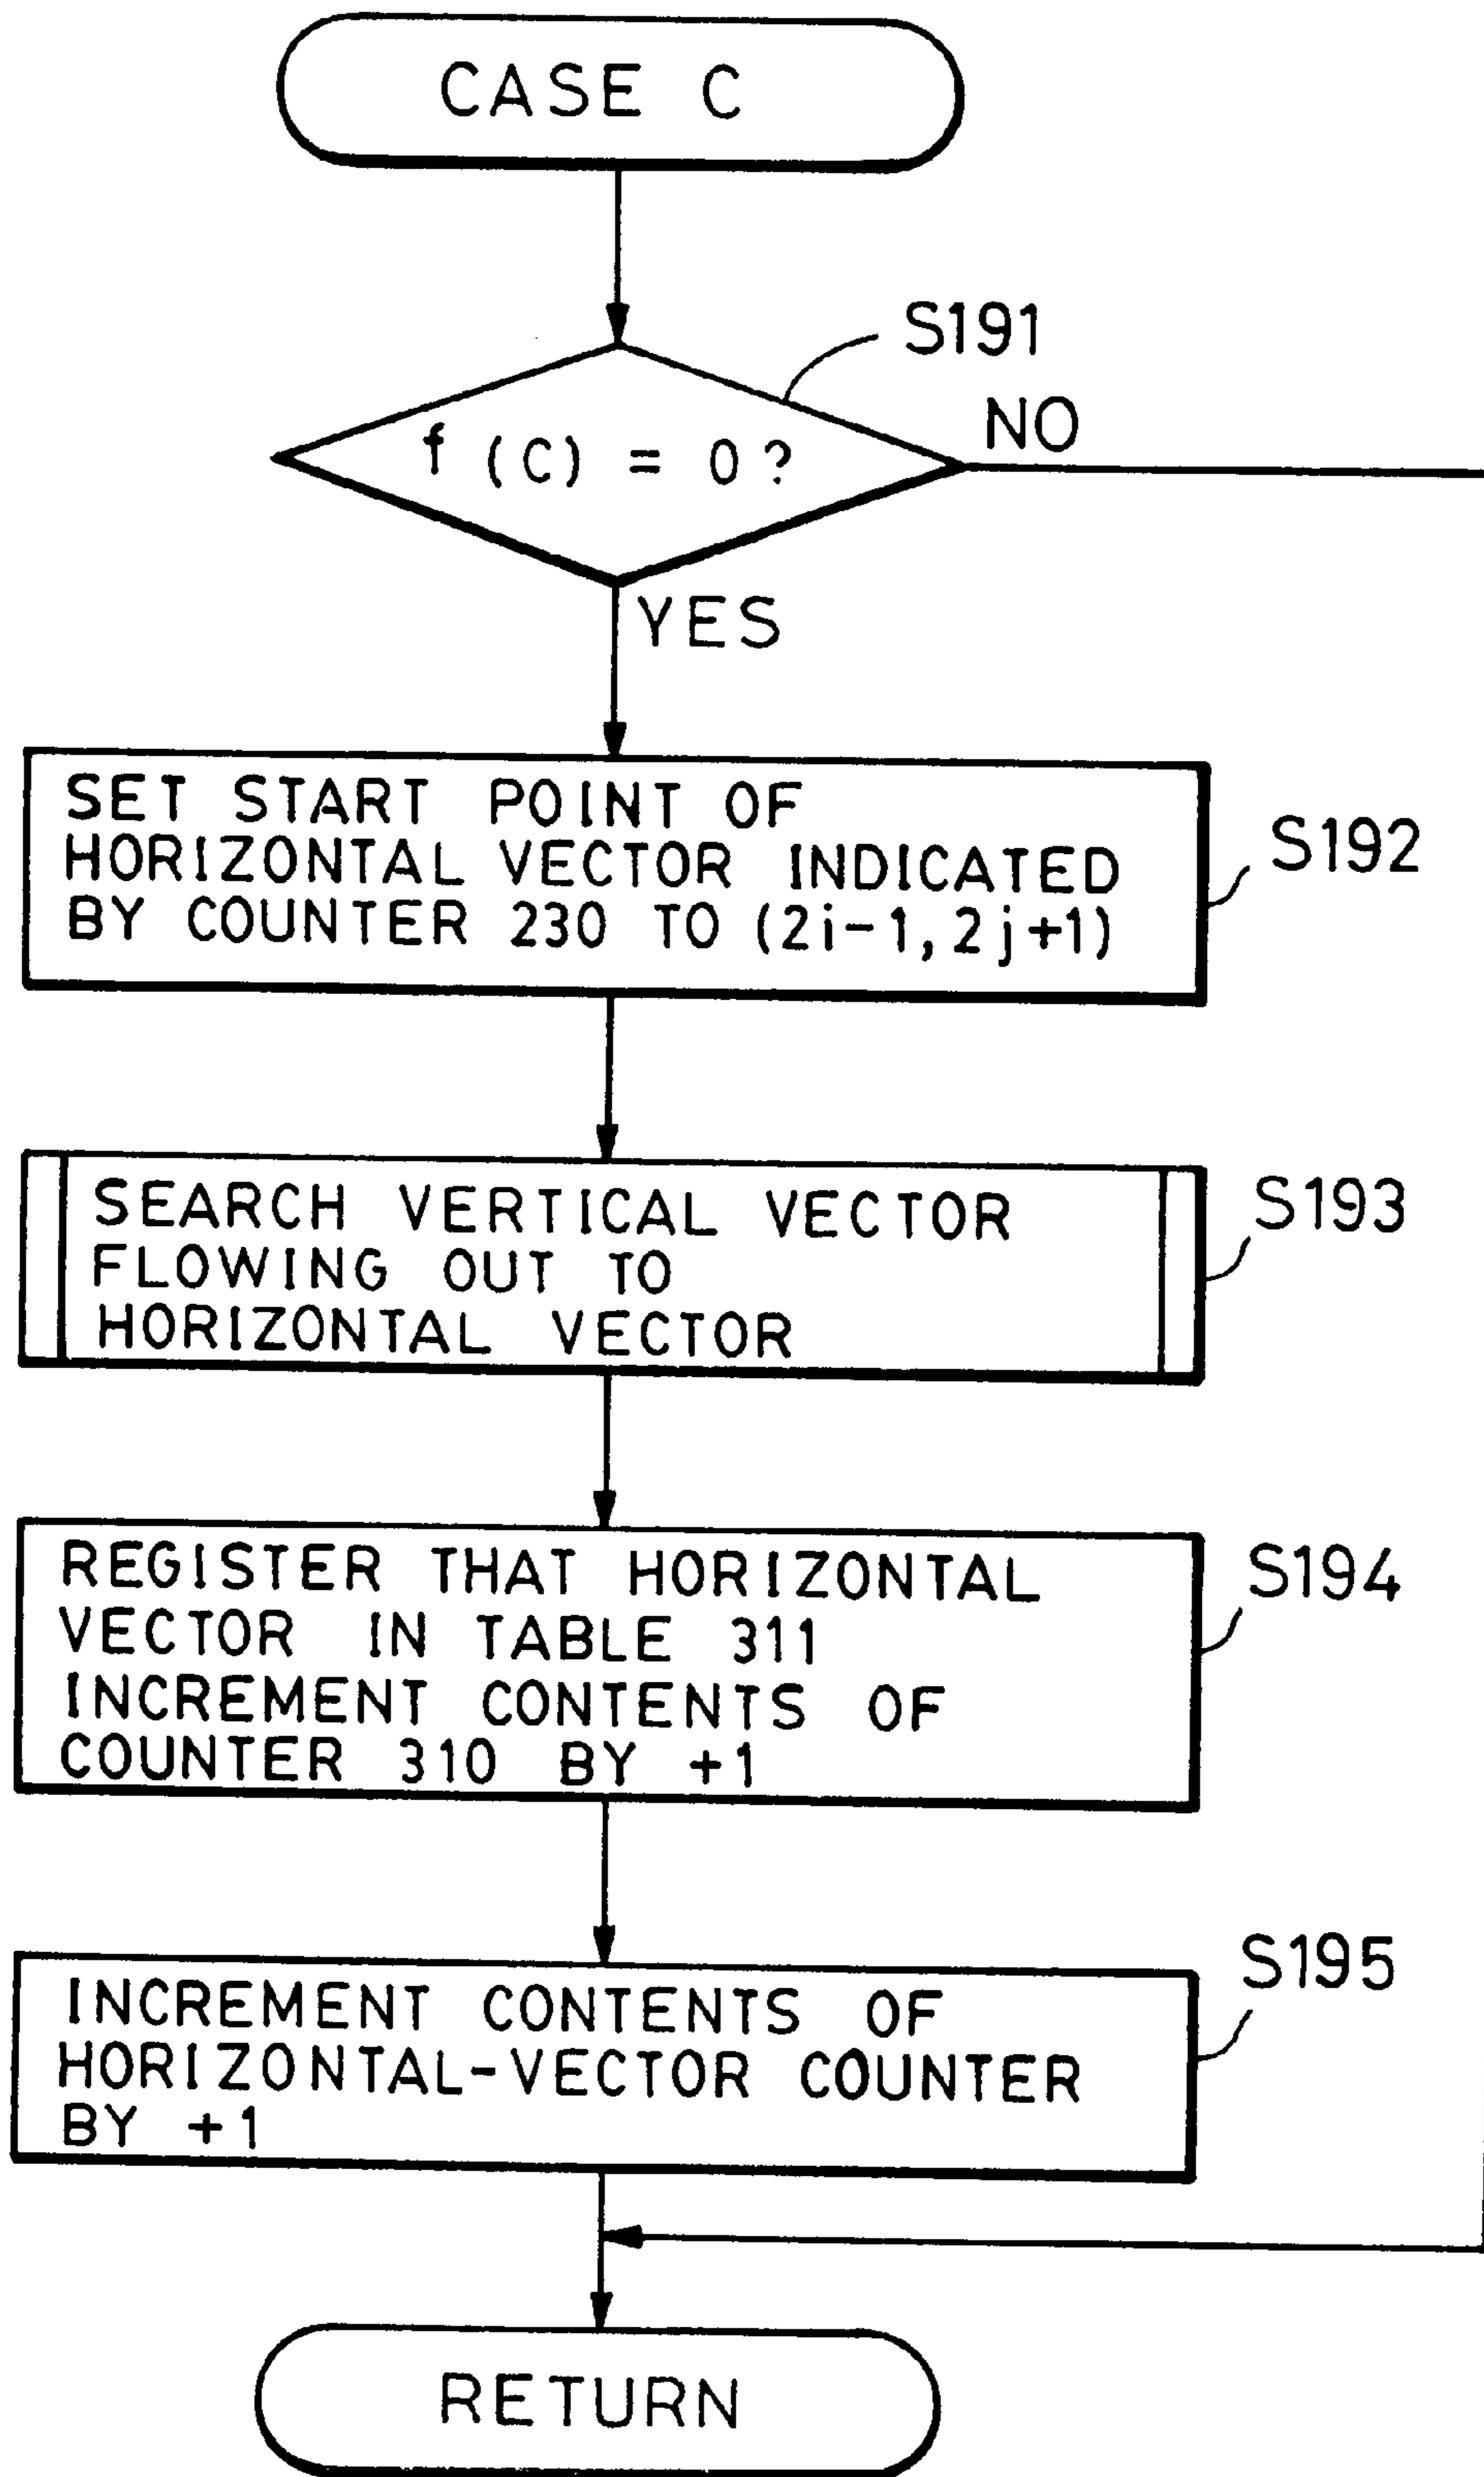 CASE C
S191
f (C) = 0?
NO
YES
SET START POINT OF
HORIZONTAL VECTOR INDICATED
BY COUNTER 230 TO (2i-1, 2j+1)
S192
SEARCH VERTICAL VECTOR
FLOWING OUT TO
HORIZONTAL VECTOR
S193
REGISTER THAT HORIZONTAL
VECTOR IN TABLE 311
INCREMENT CONTENTS OF
COUNTER 310 BY +1
S194
INCREMENT CONTENTS OF
HORIZONTAL-VECTOR COUNTER
BY +1
S195
RETURN